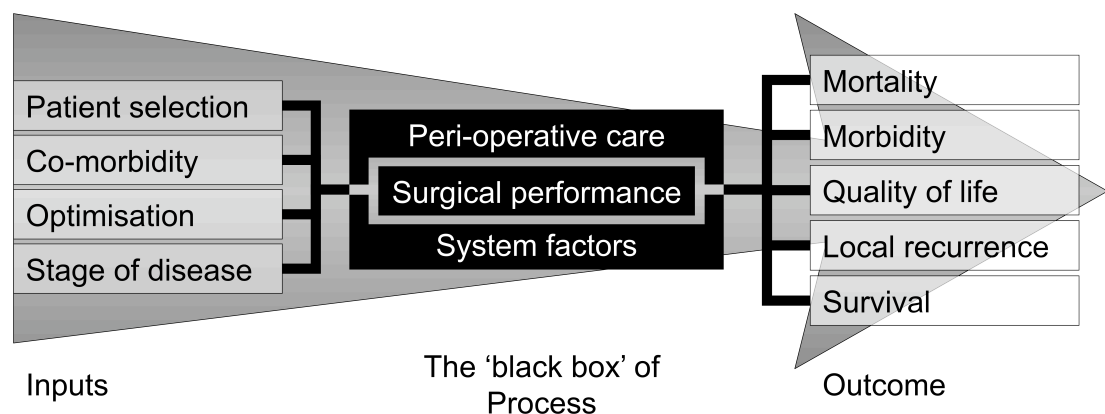 Patient selection
Co-morbidity
Optimisation
Stage of disease
Inputs
Peri-operative care
Surgical performance
System factors
The ‘black box’ of
Process
Mortality
Morbidity
Quality of life
Local recurrence
Survival
Outcome